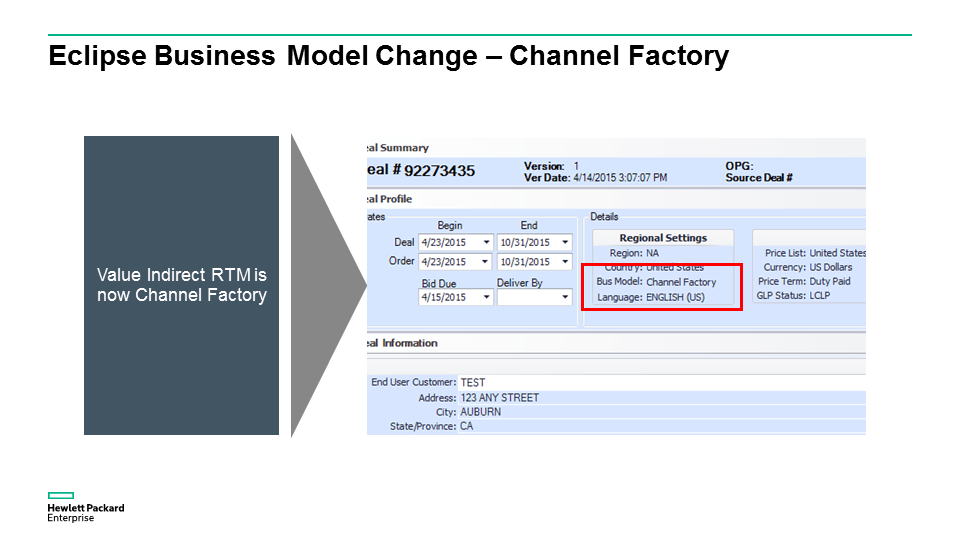 Eclipse Business Model Change – Channel Factory
Value Indirect RTM is
now Channel Factory
eal Summary
eal # 92273435
Version: 1
OPG:
Ver Date: 4/14/2015 3:07:07 PM
Source Deal #
eal Profile
ates
Begin
End
Deal 4/23/2015 10/31/2015
Order 4/23/2015 10/31/2015
Bid Due
Deliver By
4/15/2015
Details
Regional Settings
Region: NA
Country: United States
Bus Model: Channel Factory
Language: ENGLISH (US)
Price List: United States
Currency: US Dollars
Price Term: Duty Paid
GLP Status: LCLP
eal Information
End User Customer: TEST
Address: 123 ANY STREET
City: AUBURN
State/Province: CA
Hewlett Packard
Enterprise